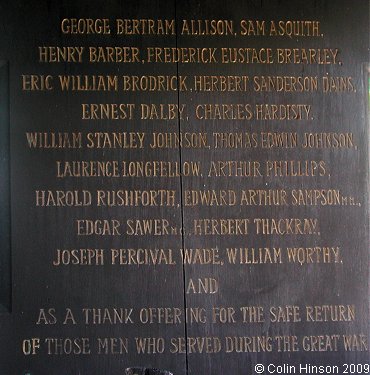 GEORGE BERTRAM ALLISON, SAM ASQUITH,
HENRY BARBER, FREDERICK EUSTACE BREARLEY,
ERIC WILLIAM BRODRICK, HERBERT SANDERSON DAINS,
ERNEST DALBY, CHARLES HARDISTY,
WILLIAM STANLEY JOHNSON, THOMAS EDWIN JOHNSON,
LAURENCE LONGFELLOW, ARTHUR PHILLIPS,
HAROLD RUSHFORTH, EDWARD ARTHUR SAMPSON M.M.,
EDGAR SAWER M.C., HERBERT THACKRAY,
JOSEPH PERCIVAL WADE, WILLIAM WORTHY,
AND
AS A THANK OFFERING FOR THE SAFE RETURN
OF THOSE MEN WHO SERVED DURING THE GREAT WAR
© Colin Hinson 2009